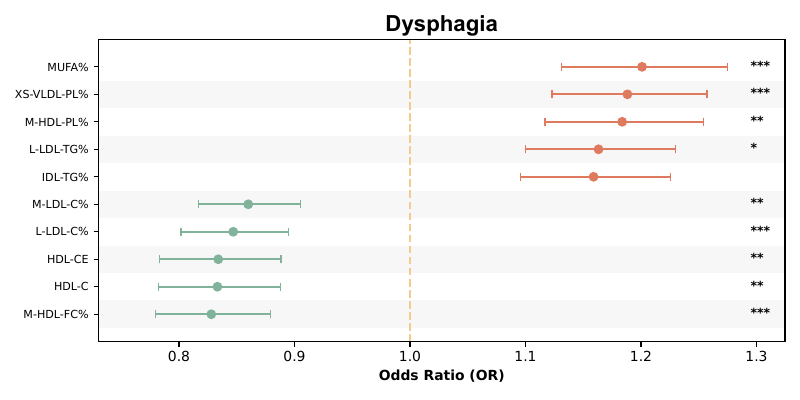 Dysphagia
MUFA% ***
XS-VLDL-PL% ***
M-HDL-PL% **
L-LDL-TG% *
IDL-TG%
M-LDL-C% **
L-LDL-C% ***
HDL-CE **
HDL-C **
M-HDL-FC% ***
0.8 0.9 1.0 1.1 1.2 1.3
Odds Ratio (OR)